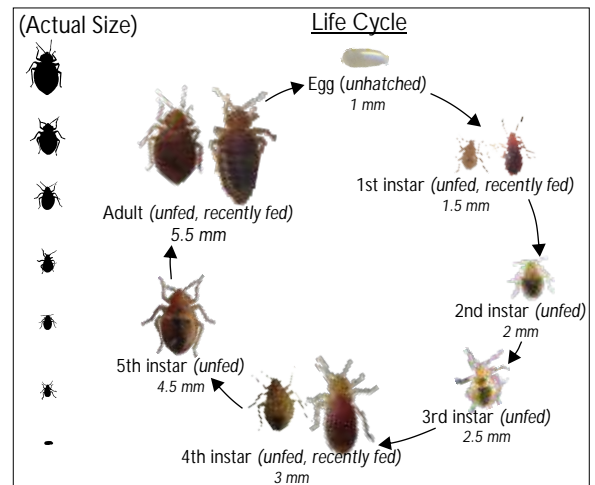 (Actual Size)
Life Cycle
Egg (unhatched)
1 mm
1st instar (unfed, recently fed)
1.5 mm
2nd instar (unfed)
2 mm
3rd instar (unfed)
2.5 mm
4th instar (unfed, recently fed)
3 mm
5th instar (unfed)
4.5 mm
Adult (unfed, recently fed)
5.5 mm